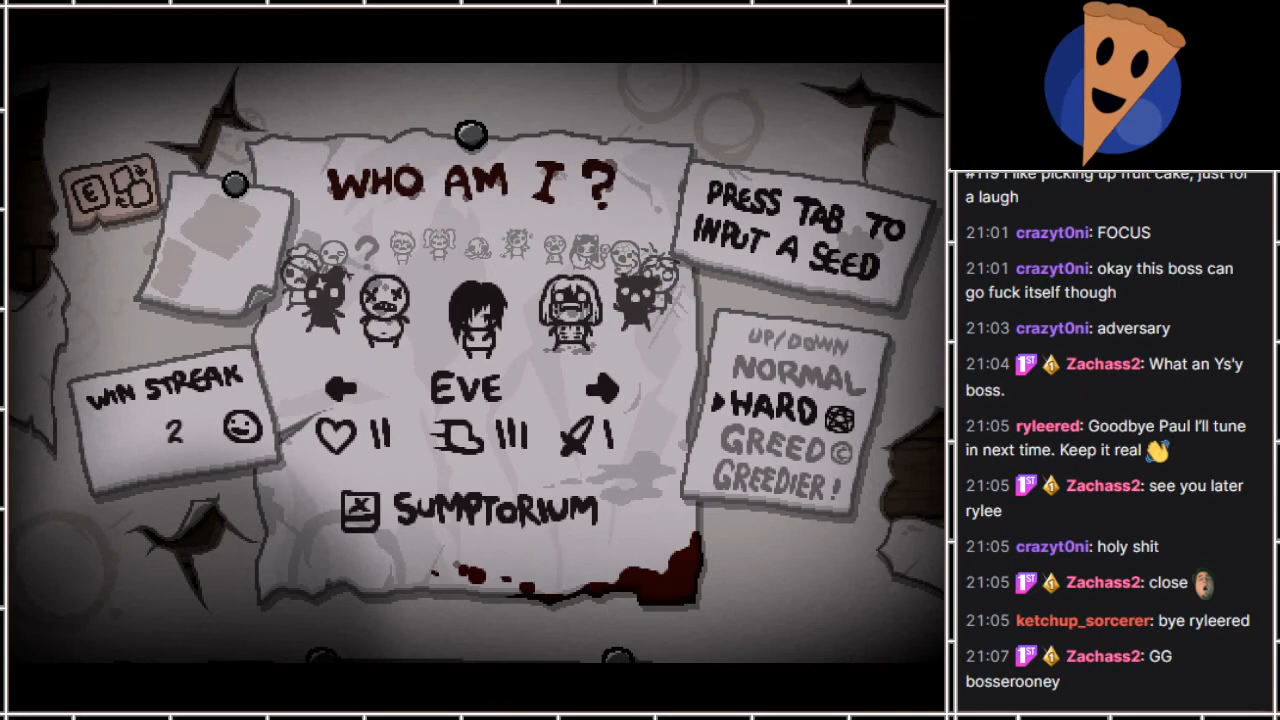 WHO AM I?
PRESS TAB TO
INPUT A SEED
WIN STREAK
2
EVE
SUMPTORIUM
UP/DOWN
NORMAL
HARD
GREED
GREEDIER!
#119 I like picking up fruit cake, just for
a laugh
21:01 crazyt0ni: FOCUS
21:01 crazyt0ni: okay this boss can
go fuck itself though
21:03 crazyt0ni: adversary
21:04 Zachass2: What an Ys'y
boss.
21:05 ryleered: Goodbye Paul I'll tune
in next time. Keep it real
21:05 Zachass2: see you later
rylee
21:05 crazyt0ni: holy shit
21:05 Zachass2: close
21:05 ketchup_sorcerer: bye ryleered
21:07 Zachass2: GG
bosserooney